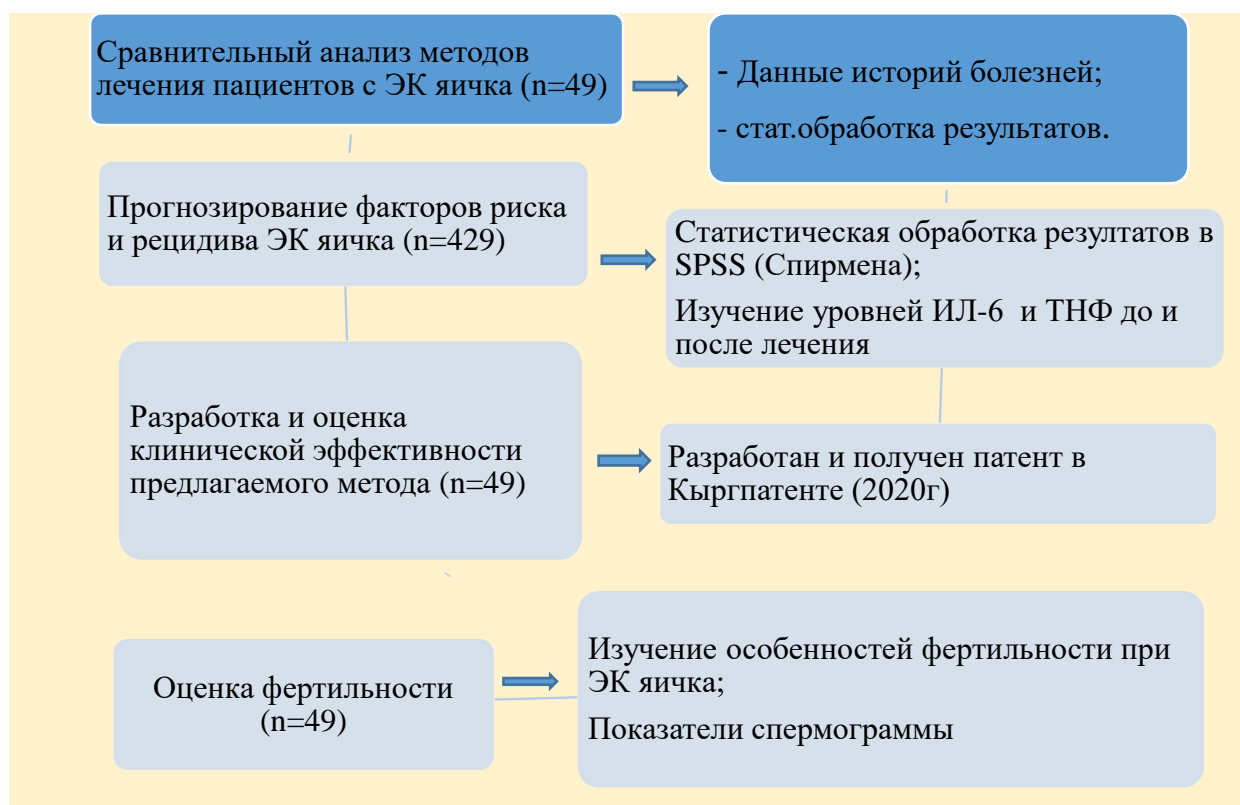 Сравнительный анализ методов
лечения пациентов с ЭК яичка (n=49)
- Данные историй болезней;
- стат.обработка результатов.
Прогнозирование факторов риска
и рецидива ЭК яичка (n=429)
Статистическая обработка резултатов в
SPSS (Спирмена);
Изучение уровней ИЛ-6 и ТНФ до и
после лечения
Разработка и оценка
клинической эффективности
предлагаемого метода (n=49)
Разработан и получен патент в
Кыргпатенте (2020г)
Оценка фертильности
(n=49)
Изучение особенностей фертильности при
ЭК яичка;
Показатели спермограммы